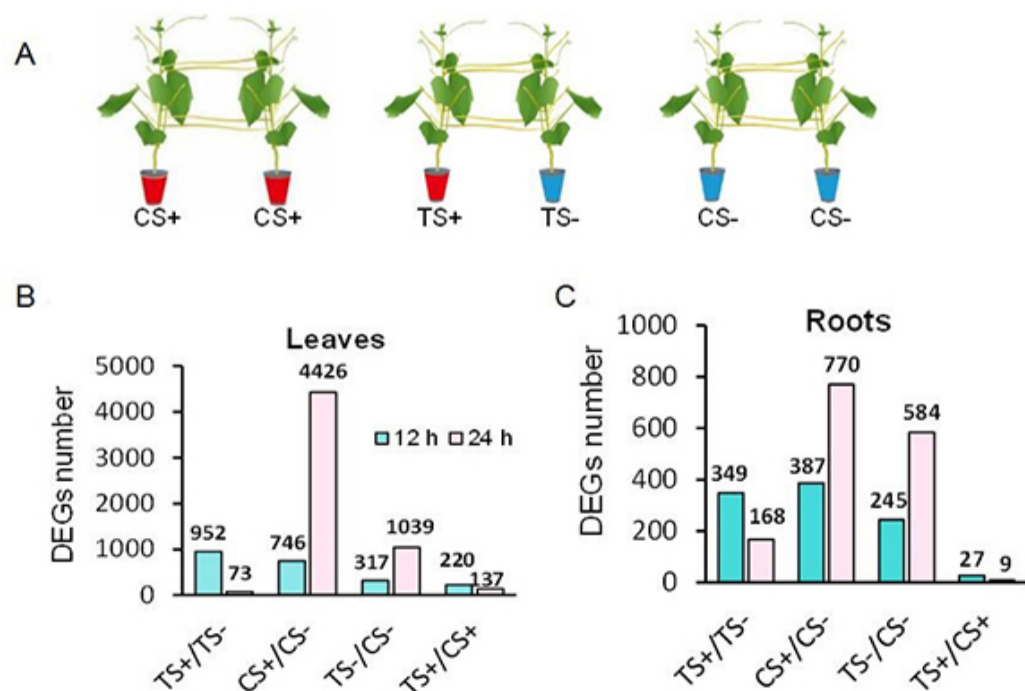 A
CS+ CS+ TS+ TS- CS- CS-
B
Leaves
DEGs number
5000
4000
3000
2000
1000
0
12 h 24 h
952 73 746 4426 317 1039 220 137
TS+/TS- CS+/CS- TS-/CS- TS+/CS+
C
Roots
DEGs number
1000
800
600
400
200
0
349 168 387 770 245 584 27 9
TS+/TS- CS+/CS- TS-/CS- TS+/CS+